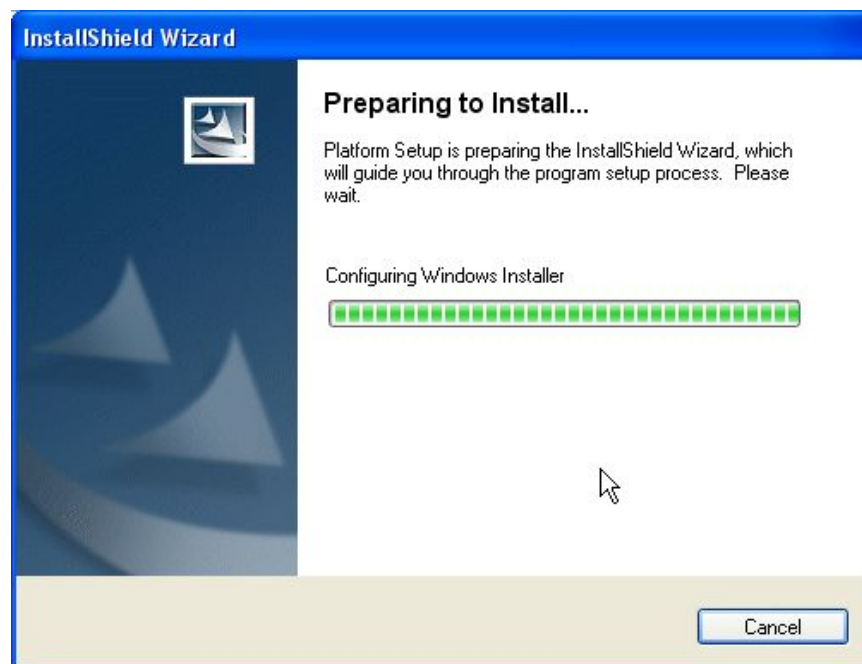 InstallShield Wizard
Preparing to Install...
Platform Setup is preparing the InstallShield Wizard, which
will guide you through the program setup process. Please
wait.
Configuring Windows Installer
Cancel